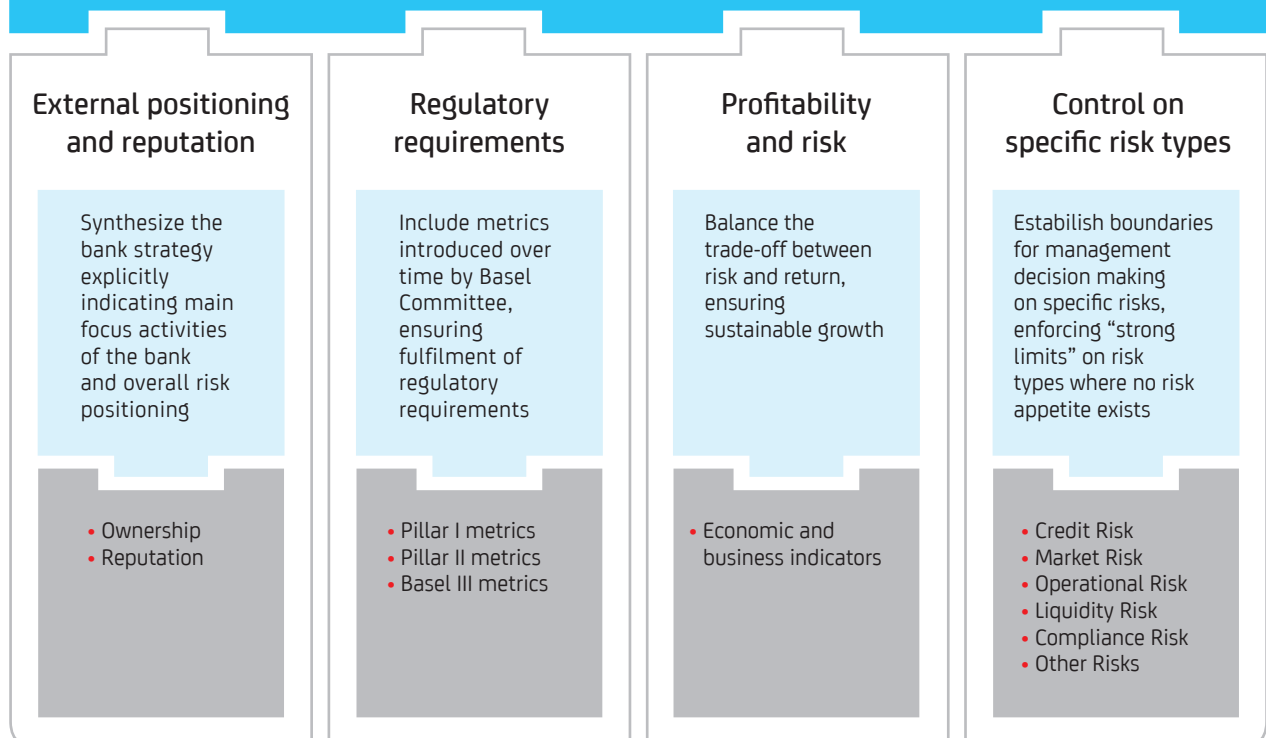 External positioning
and reputation
Synthesize the
bank strategy
explicitly
indicating main
focus activities
of the bank
and overall risk
positioning
• Ownership
• Reputation
Regulatory
requirements
Include metrics
introduced over
time by Basel
Committee,
ensuring
fulfilment of
regulatory
requirements
• Pillar I metrics
• Pillar II metrics
• Basel III metrics
Profitability
and risk
Balance the
trade-off between
risk and return,
ensuring
sustainable growth
• Economic and
business indicators
Control on
specific risk types
Estabilish boundaries
for management
decision making
on specific risks,
enforcing “strong
limits” on risk
types where no risk
appetite exists
• Credit Risk
• Market Risk
• Operational Risk
• Liquidity Risk
• Compliance Risk
• Other Risks